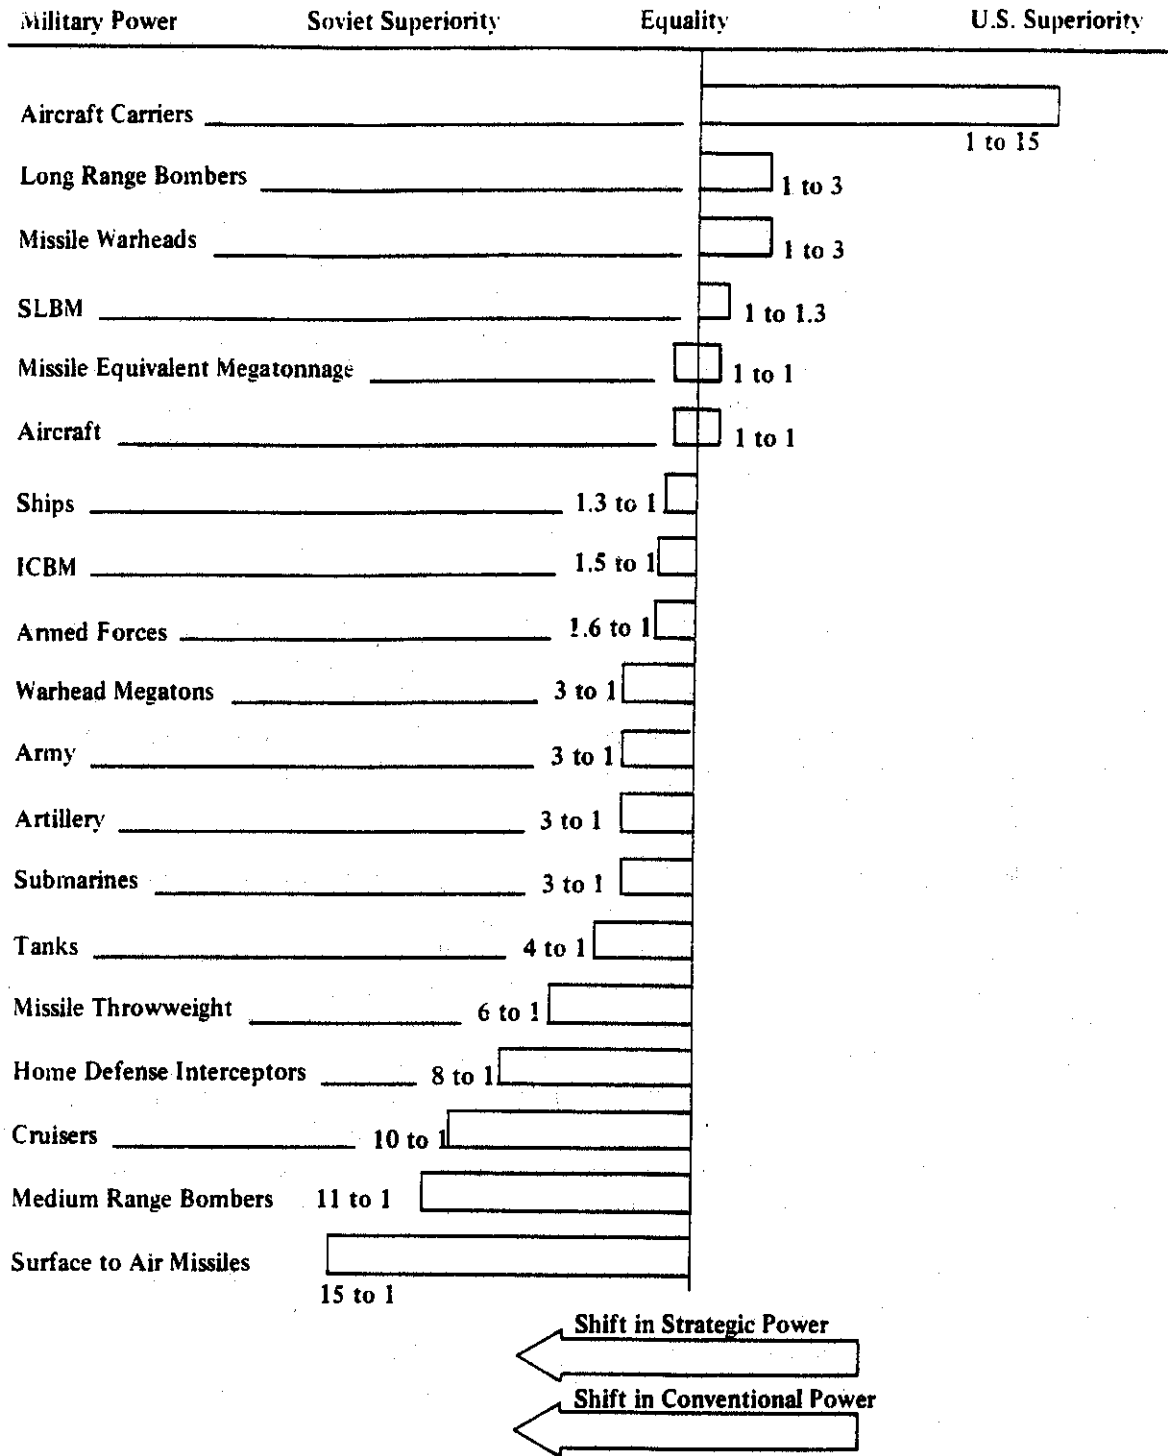 Military Power Soviet Superiority Equality U.S. Superiority
Aircraft Carriers 1 to 15
Long Range Bombers 1 to 3
Missile Warheads 1 to 3
SLBM 1 to 1.3
Missile Equivalent Megatonnage 1 to 1
Aircraft 1 to 1
Ships 1.3 to 1
ICBM 1.5 to 1
Armed Forces 1.6 to 1
Warhead Megatons 3 to 1
Army 3 to 1
Artillery 3 to 1
Submarines 3 to 1
Tanks 4 to 1
Missile Throwweight 6 to 1
Home Defense Interceptors 8 to 1
Cruisers 10 to 1
Medium Range Bombers 11 to 1
Surface to Air Missiles
15 to 1
Shift in Strategic Power
Shift in Conventional Power